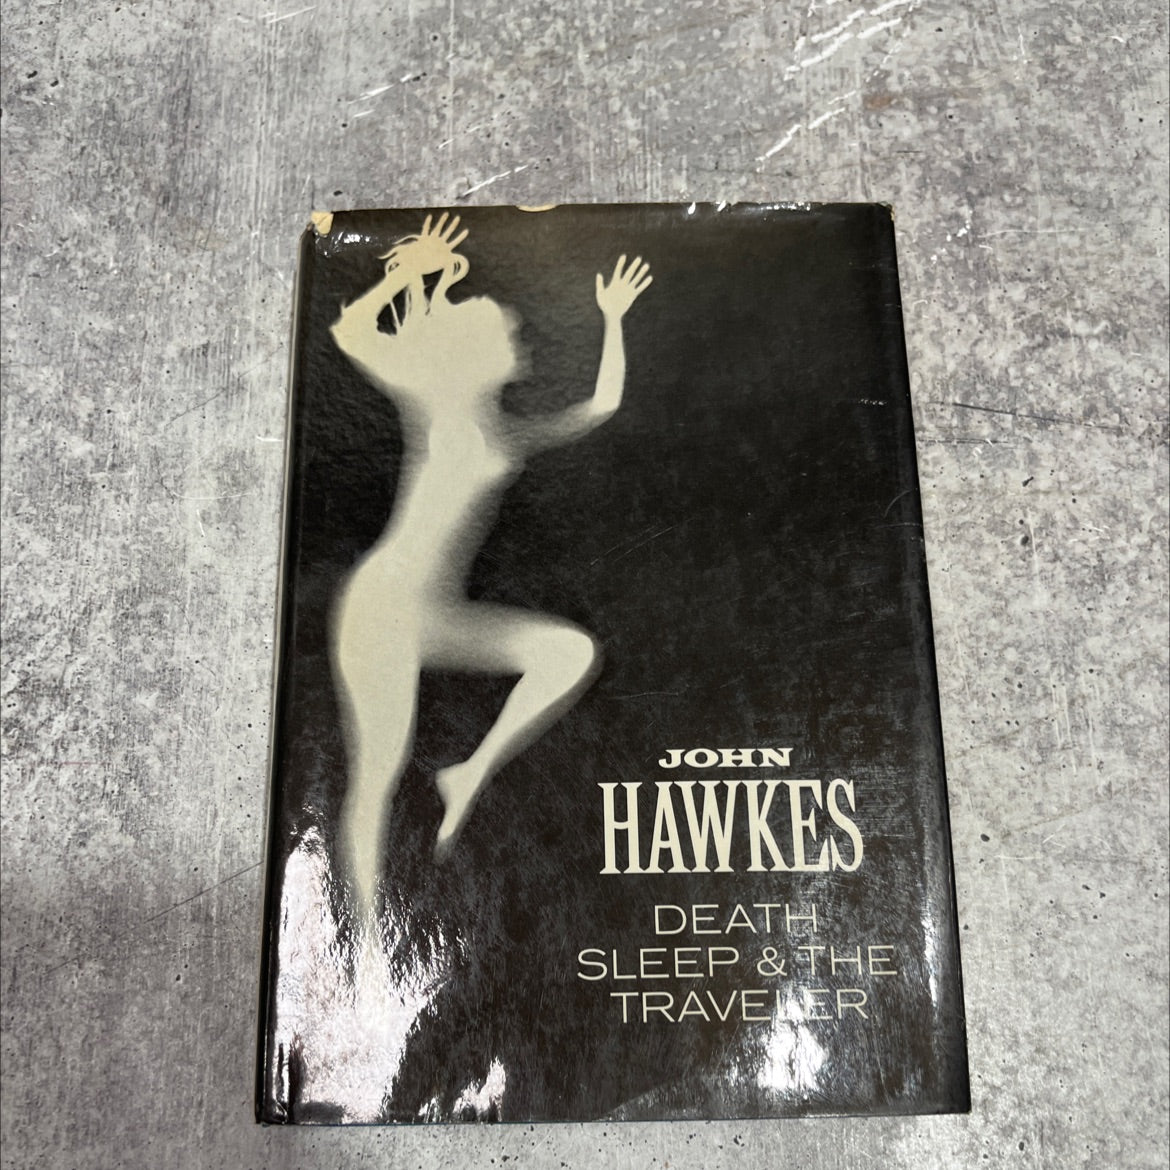 JOHN
HAWKES
DEATH
SLEEP & THE
TRAVELER